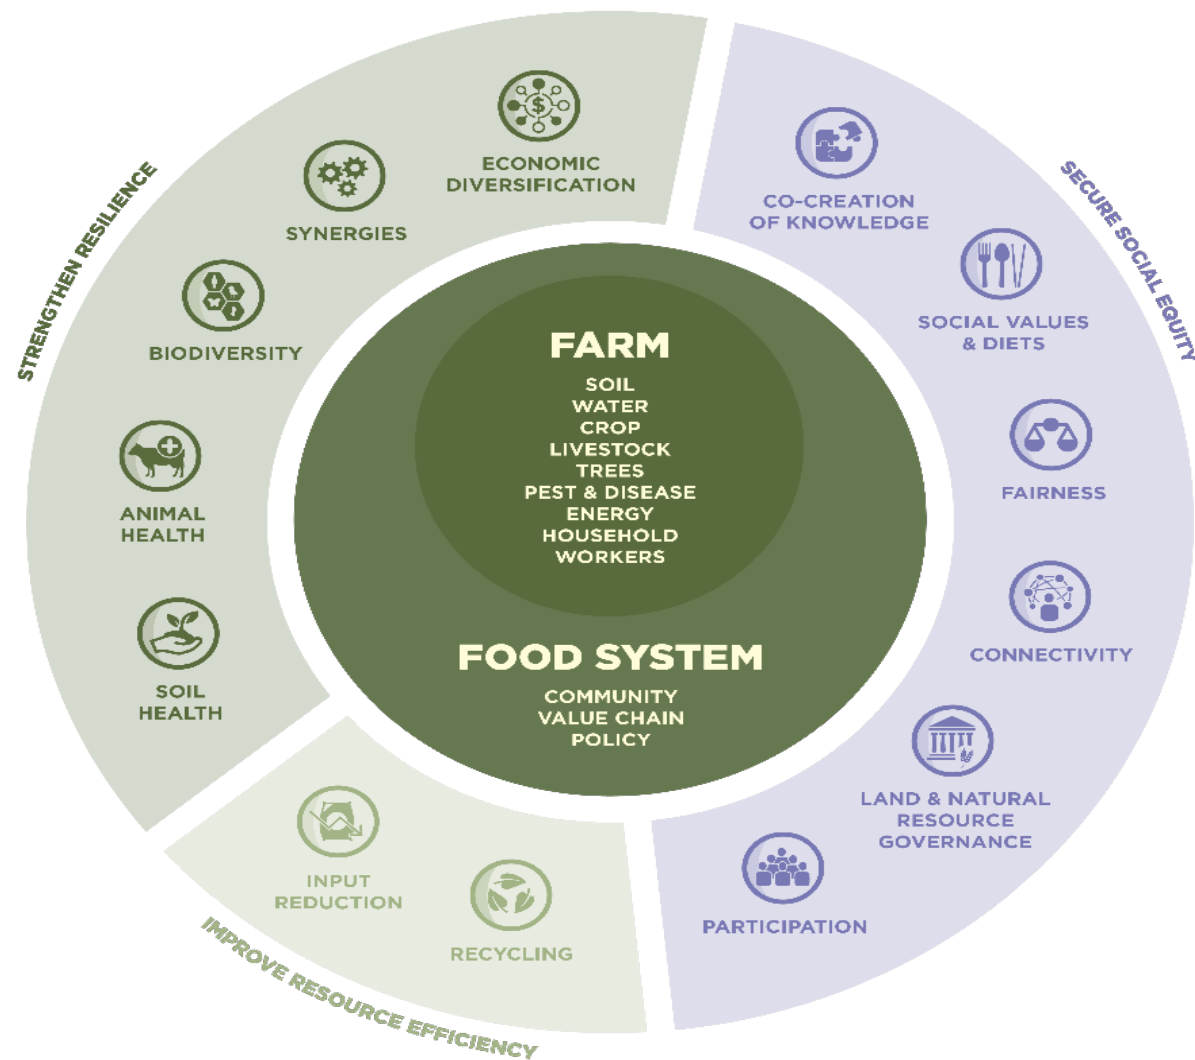 STRENGTHEN RESILIENCE
ECONOMIC
DIVERSIFICATION
SYNERGIES
BIODIVERSITY
ANIMAL
HEALTH
SOIL
HEALTH
IMPROVE RESOURCE EFFICIENCY
INPUT
REDUCTION
RECYCLING
SECURE SOCIAL EQUITY
CO-CREATION
OF KNOWLEDGE
SOCIAL VALUES
& DIETS
FAIRNESS
CONNECTIVITY
LAND & NATURAL
RESOURCE
GOVERNANCE
PARTICIPATION
FARM
SOIL
WATER
CROP
LIVESTOCK
TREES
PEST & DISEASE
ENERGY
HOUSEHOLD
WORKERS
FOOD SYSTEM
COMMUNITY
VALUE CHAIN
POLICY
$